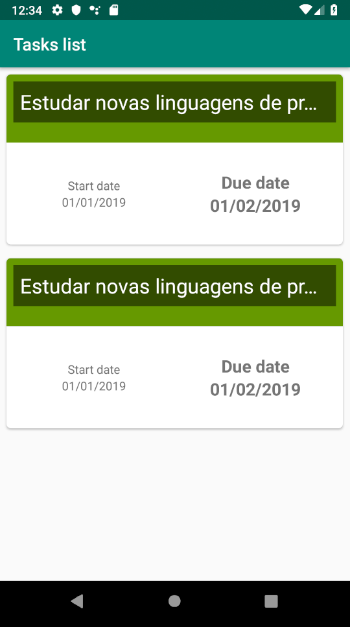 12:34
Tasks list
Estudar novas linguagens de pr...
Start date
01/01/2019
Due date
01/02/2019
Estudar novas linguagens de pr...
Start date
01/01/2019
Due date
01/02/2019